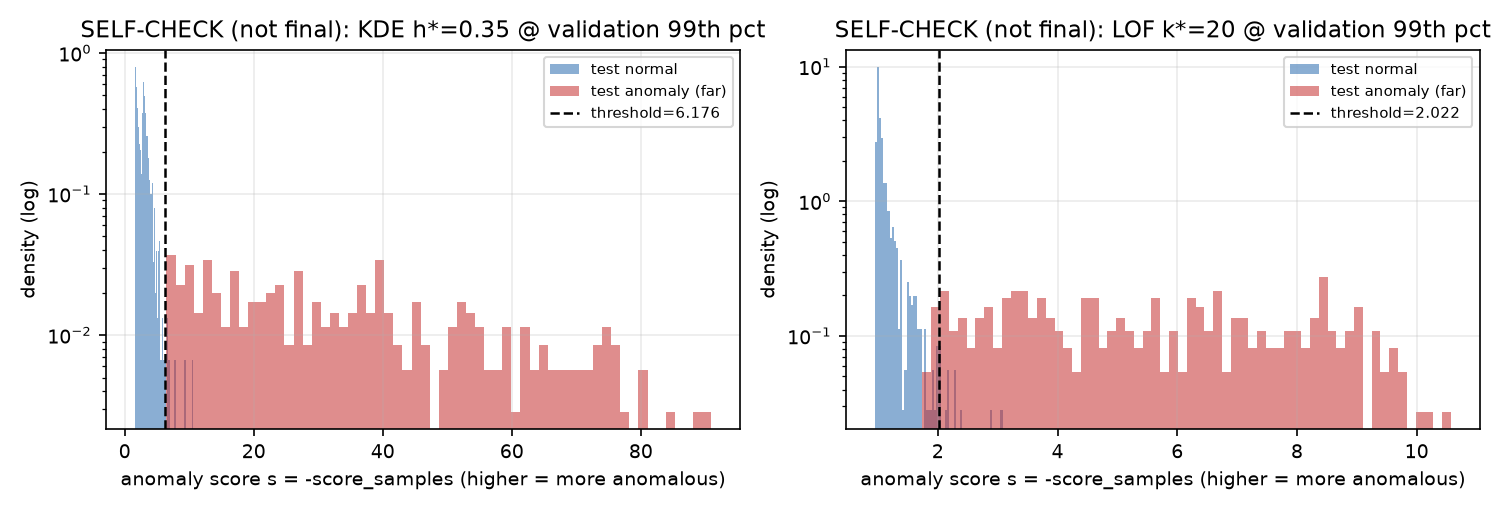 SELF-CHECK (not final): KDE h*=0.35 @ validation 99th pct
10⁰
10⁻¹
10⁻²
density (log)
test normal
test anomaly (far)
threshold=6.176
0
20
40
60
80
anomaly score s = -score_samples (higher = more anomalous)
SELF-CHECK (not final): LOF k*=20 @ validation 99th pct
10¹
10⁰
10⁻¹
density (log)
test normal
test anomaly (far)
threshold=2.022
2
4
6
8
10
anomaly score s = -score_samples (higher = more anomalous)